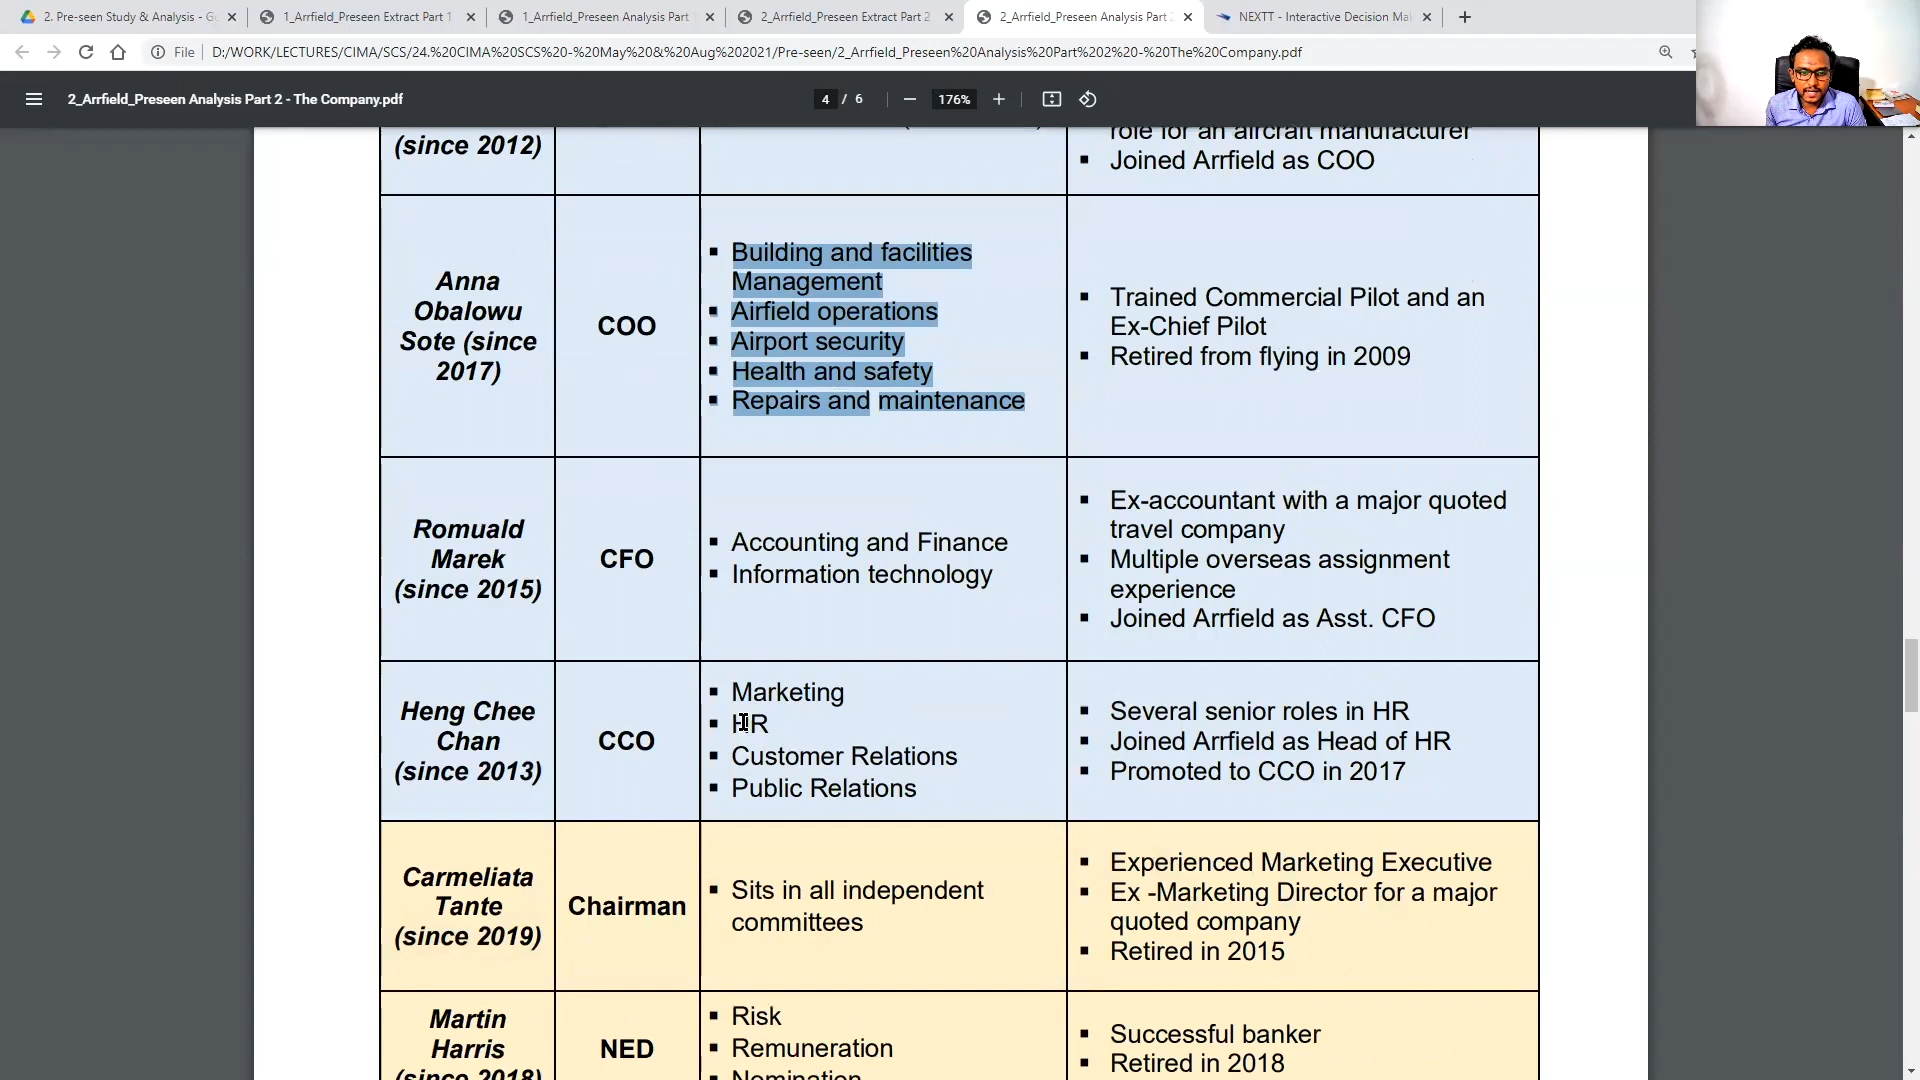 2. Pre-seen Study & Analysis - G
1_Arrfield_Preseen Extract Part 1
1_Arrfield_Preseen Analysis Part
2_Arrfield_Preseen Extract Part 2
2_Arrfield_Preseen Analysis Part
NEXTT - Interactive Decision Ma
File
D:/WORK/LECTURES/CIMA/SCS/24.%20CIMA%20SCS%20-%20May%20&%20Aug%202021/Pre-seen/2_Arrfield_Preseen%20Analysis%20Part%202%20-%20The%20Company.pdf
2_Arrfield_Preseen Analysis Part 2 - The Company.pdf
4 / 6
176%
(since 2012)
role for an aircraft manufacturer
▪ Joined Arrfield as COO
Anna
Obalowu
Sote (since
2017)
COO
▪ Building and facilities
Management
▪ Airfield operations
▪ Airport security
▪ Health and safety
▪ Repairs and maintenance
▪ Trained Commercial Pilot and an
Ex-Chief Pilot
▪ Retired from flying in 2009
Romuald
Marek
(since 2015)
CFO
▪ Accounting and Finance
▪ Information technology
▪ Ex-accountant with a major quoted
travel company
▪ Multiple overseas assignment
experience
▪ Joined Arrfield as Asst. CFO
Heng Chee
Chan
(since 2013)
CCO
▪ Marketing
▪ HR
▪ Customer Relations
▪ Public Relations
▪ Several senior roles in HR
▪ Joined Arrfield as Head of HR
▪ Promoted to CCO in 2017
Carmeliata
Tante
(since 2019)
Chairman
▪ Sits in all independent
committees
▪ Experienced Marketing Executive
▪ Ex -Marketing Director for a major
quoted company
▪ Retired in 2015
Martin
Harris
(since 2018)
NED
▪ Risk
▪ Remuneration
▪ Nomination
▪ Successful banker
▪ Retired in 2018